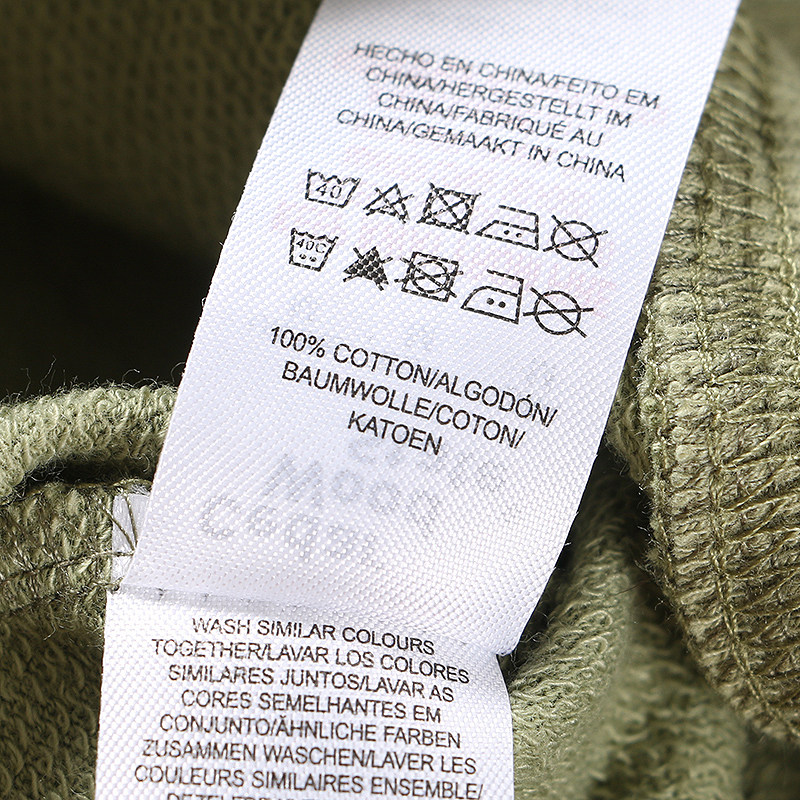 HECHO EN CHINA/FEITO EM
CHINA/HERGESTELLT IM
CHINA/FABRIQUÉ AU
CHINA/GEMAAKT IN CHINA
40
40C
100% COTTON/ALGODÓN/
BAUMWOLLE/COTON/
KATOEN
WASH SIMILAR COLOURS
TOGETHER/LAVAR LOS COLORES
SIMILARES JUNTOS/LAVAR AS
CORES SEMELHANTES EM
CONJUNTO/ÄHNLICHE FARBEN
ZUSAMMEN WASCHEN/LAVER LES
COULEURS SIMILAIRES ENSEMBLE/